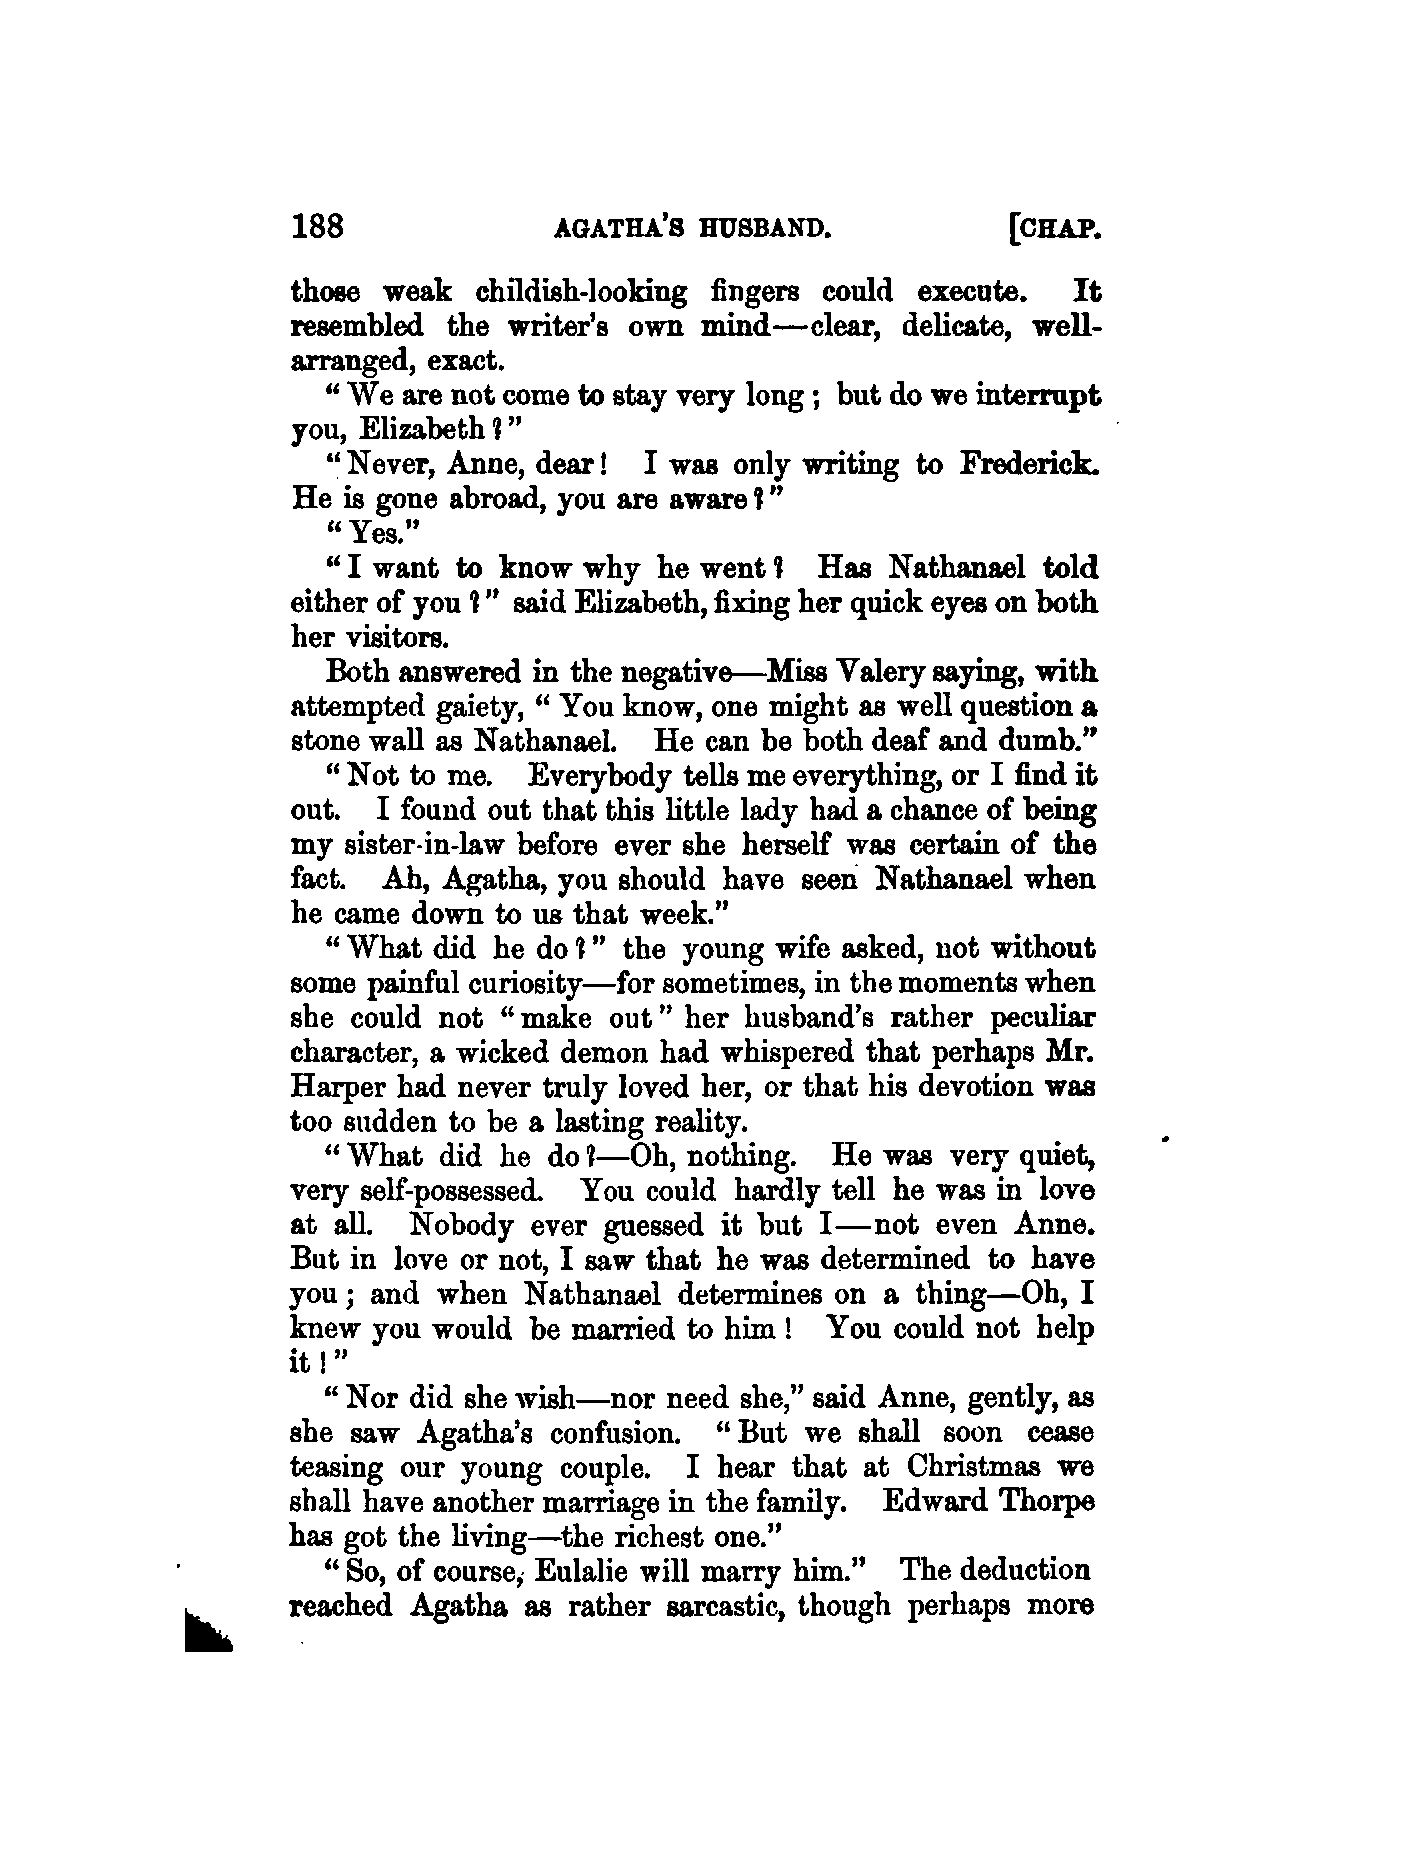 188 AGATHA'S HUSBAND. [CHAP.
those weak childish-looking fingers could execute. It
resembled the writer's own mind—clear, delicate, well-
arranged, exact.
"We are not come to stay very long; but do we interrupt
you, Elizabeth?"
"Never, Anne, dear! I was only writing to Frederick.
He is gone abroad, you are aware?"
"Yes."
"I want to know why he went? Has Nathanael told
either of you?" said Elizabeth, fixing her quick eyes on both
her visitors.
Both answered in the negative—Miss Valery saying, with
attempted gaiety, "You know, one might as well question a
stone wall as Nathanael. He can be both deaf and dumb."
"Not to me. Everybody tells me everything, or I find it
out. I found out that this little lady had a chance of being
my sister-in-law before ever she herself was certain of the
fact. Ah, Agatha, you should have seen Nathanael when
he came down to us that week."
"What did he do?" the young wife asked, not without
some painful curiosity—for sometimes, in the moments when
she could not "make out" her husband's rather peculiar
character, a wicked demon had whispered that perhaps Mr.
Harper had never truly loved her, or that his devotion was
too sudden to be a lasting reality.
"What did he do?—Oh, nothing. He was very quiet,
very self-possessed. You could hardly tell he was in love
at all. Nobody ever guessed it but I—not even Anne.
But in love or not, I saw that he was determined to have
you; and when Nathanael determines on a thing—Oh, I
knew you would be married to him! You could not help
it!"
"Nor did she wish—nor need she," said Anne, gently, as
she saw Agatha's confusion. "But we shall soon cease
teasing our young couple. I hear that at Christmas we
shall have another marriage in the family. Edward Thorpe
has got the living—the richest one."
"So, of course, Eulalie will marry him." The deduction
reached Agatha as rather sarcastic, though perhaps more